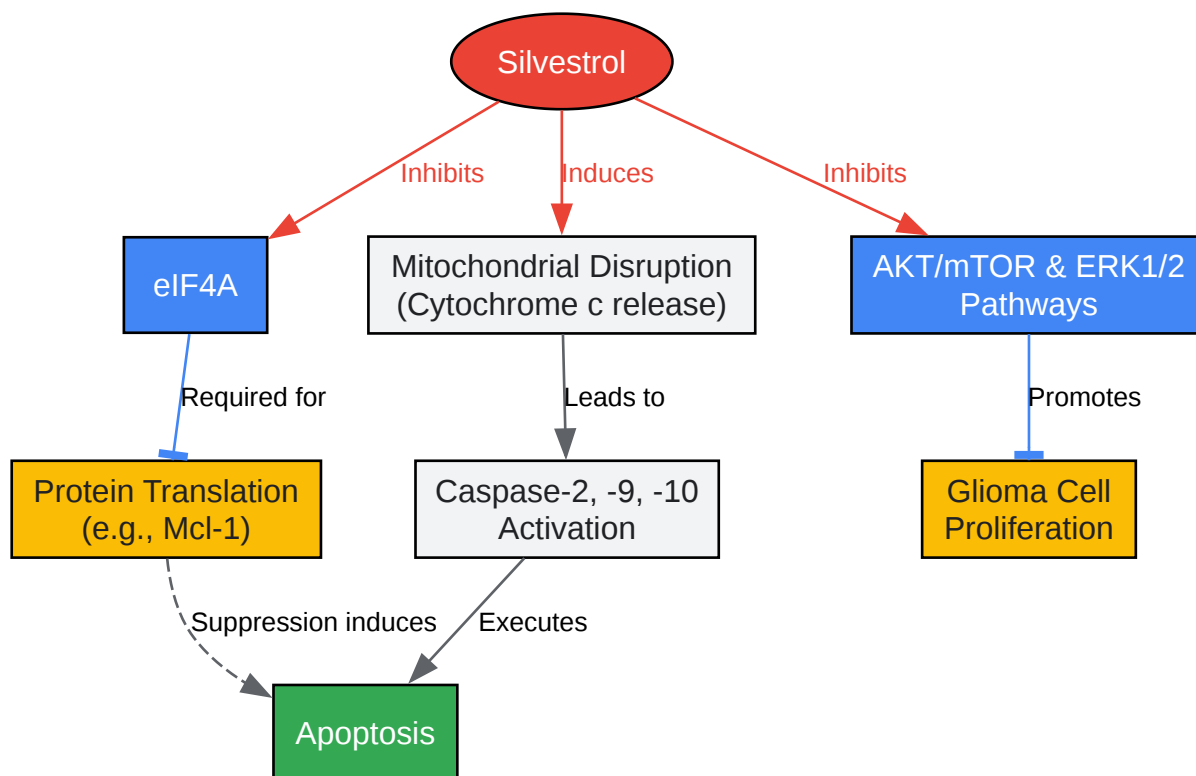 Silvestrol
Inhibits
Induces
Inhibits
eIF4A
Mitochondrial Disruption
(Cytochrome c release)
AKT/mTOR & ERK1/2
Pathways
Required for
Leads to
Promotes
Protein Translation
(e.g., Mcl-1)
Caspase-2, -9, -10
Activation
Glioma Cell
Proliferation
Suppression induces
Executes
Apoptosis